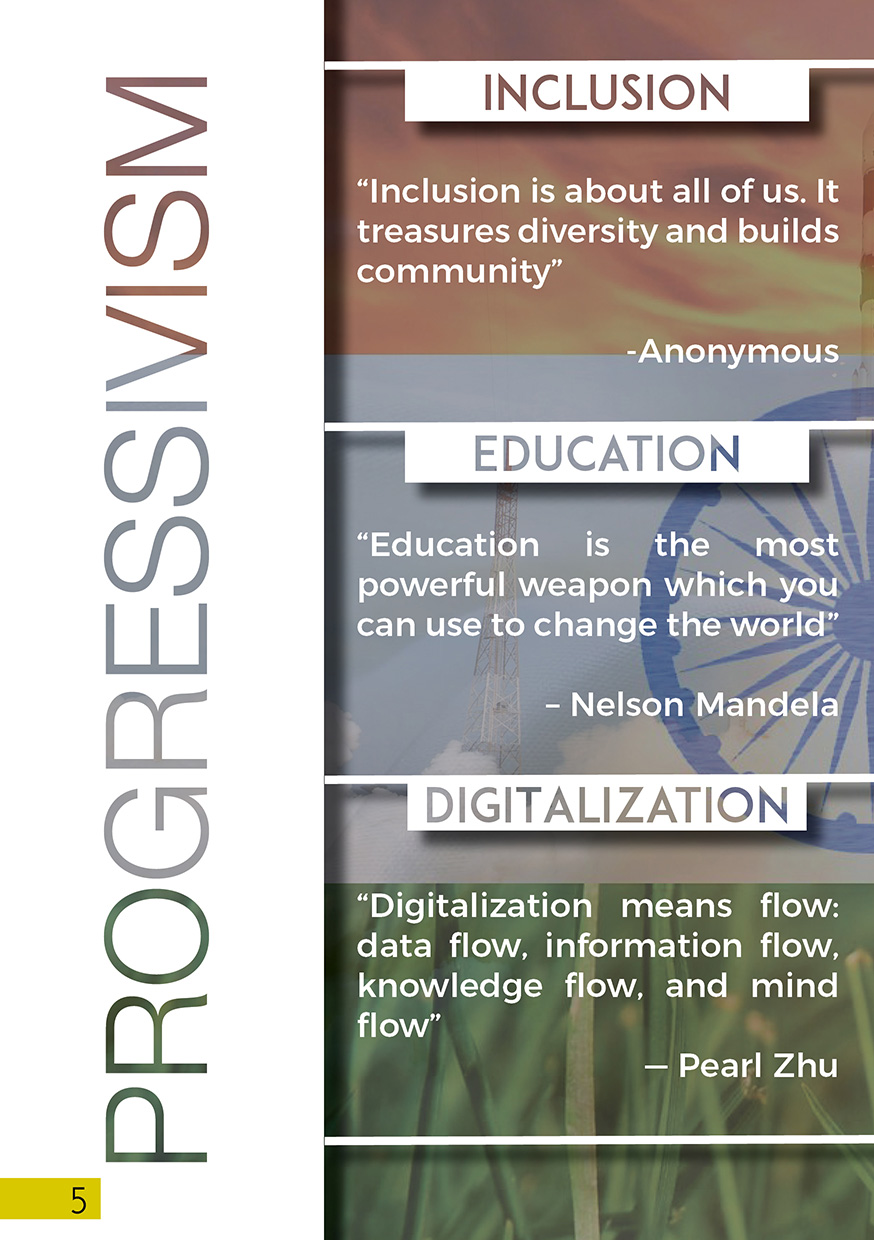 PROGRESSIVISM
INCLUSION
“Inclusion is about all of us. It
treasures diversity and builds
community”
-Anonymous
EDUCATION
“Education is the most
powerful weapon which you
can use to change the world”
– Nelson Mandela
DIGITALIZATION
“Digitalization means flow:
data flow, information flow,
knowledge flow, and mind
flow”
— Pearl Zhu
5